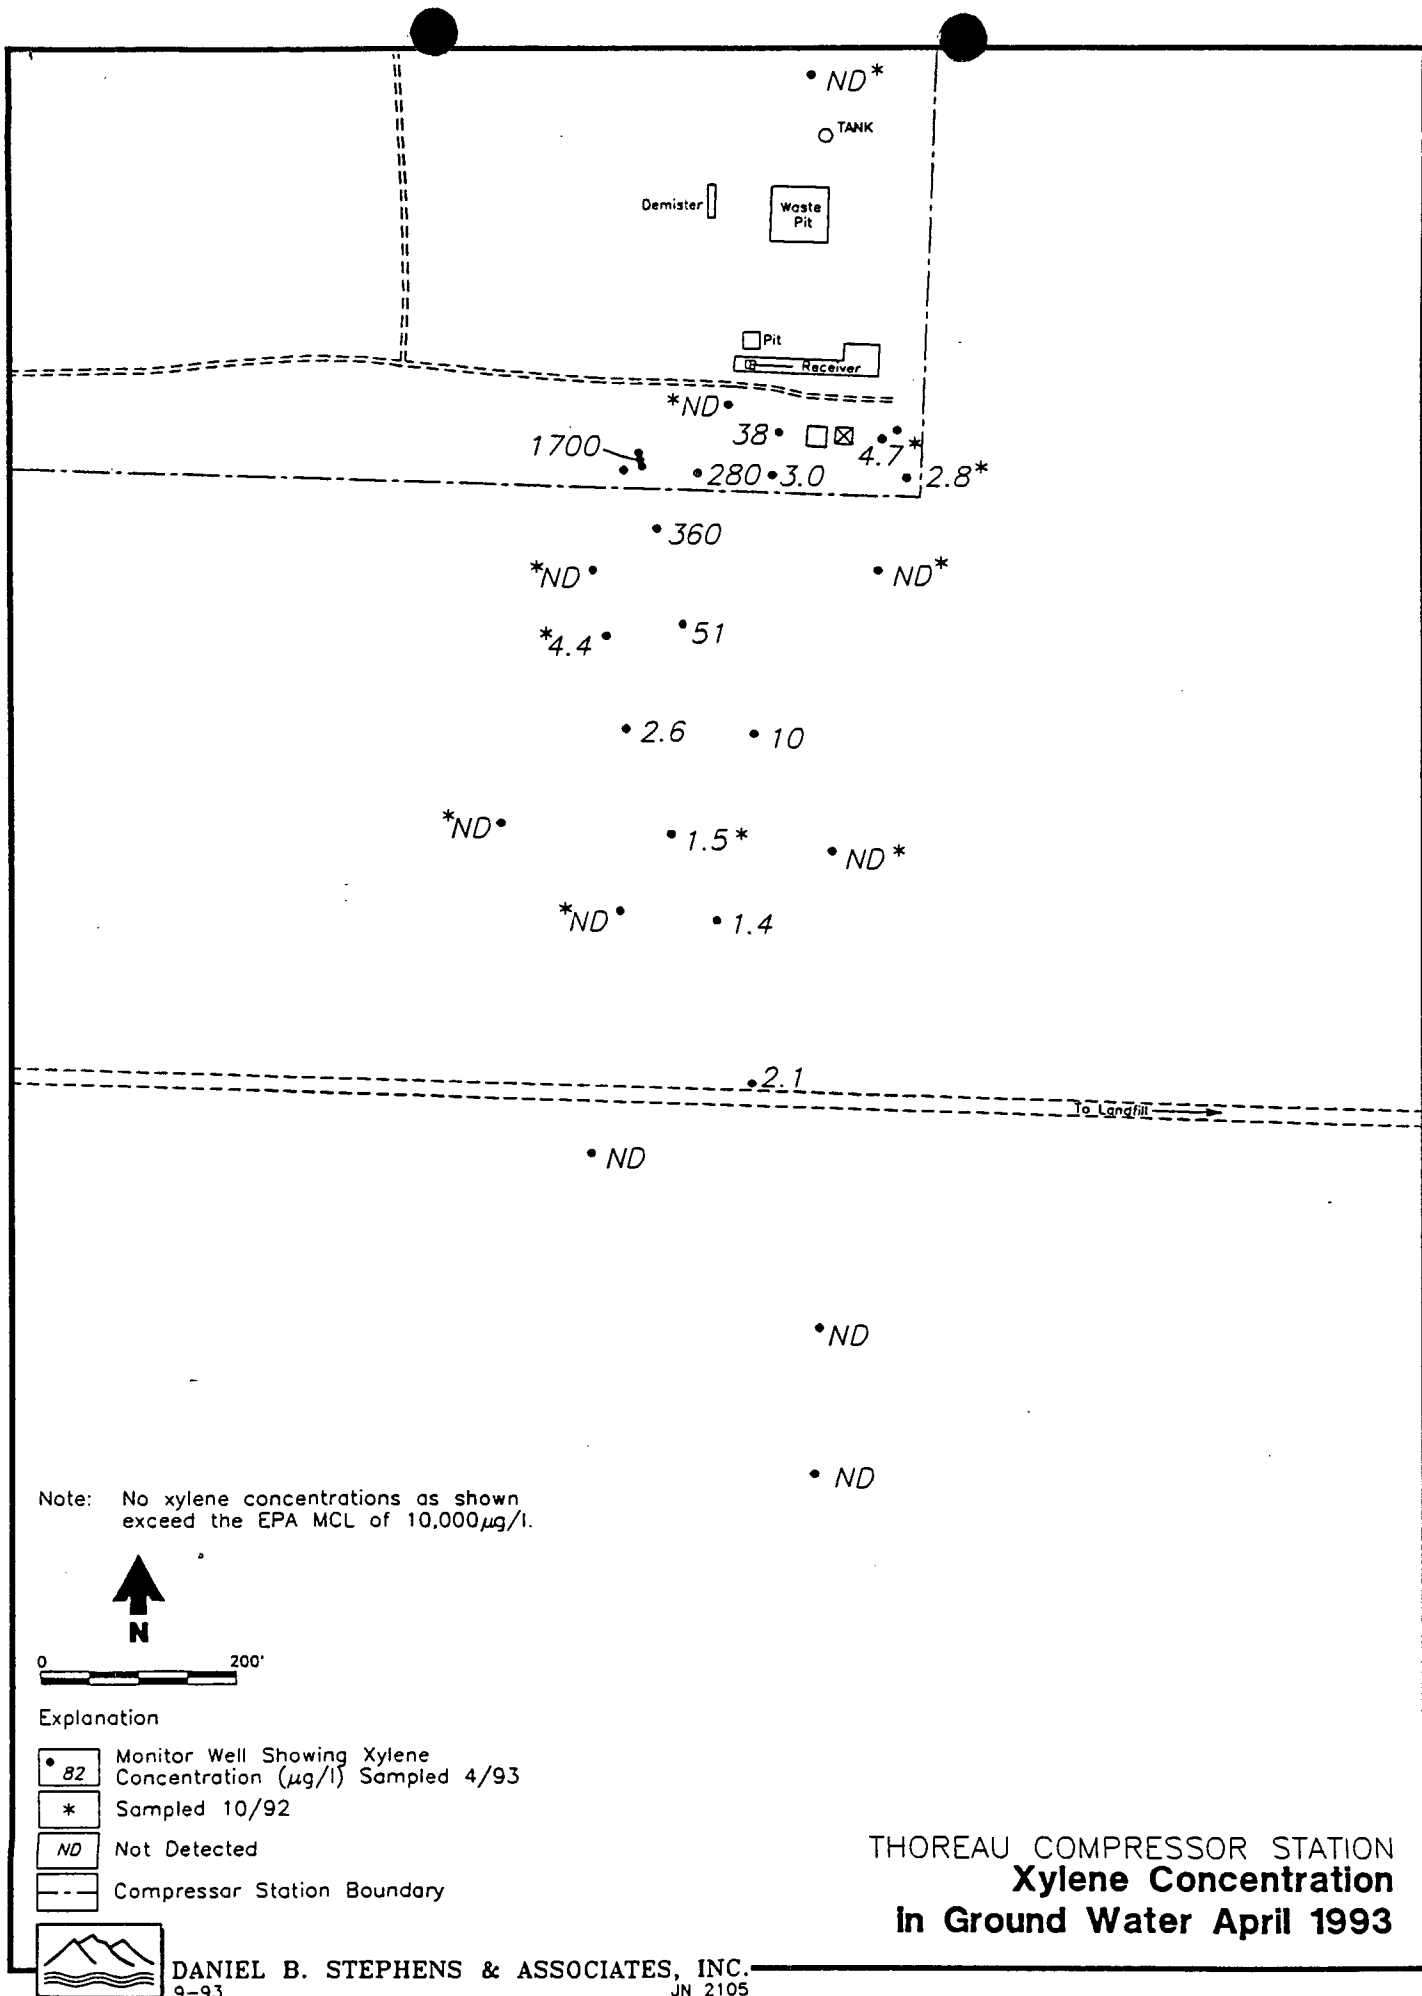 ND*
TANK
Demister
Waste
Pit
Pit
Receiver
*ND
38
4.7*
1700
280
3.0
2.8*
360
*ND
ND*
*4.4
51
2.6
10
*ND
1.5*
ND*
*ND
1.4
2.1
To Landfill
ND
ND
ND
Note: No xylene concentrations as shown
exceed the EPA MCL of 10,000µg/l.
N
0 200'
Explanation
82 Monitor Well Showing Xylene
Concentration (µg/l) Sampled 4/93
* Sampled 10/92
ND Not Detected
Compressor Station Boundary
THOREAU COMPRESSOR STATION
Xylene Concentration
in Ground Water April 1993
DANIEL B. STEPHENS & ASSOCIATES, INC.
9-93 JN 2105